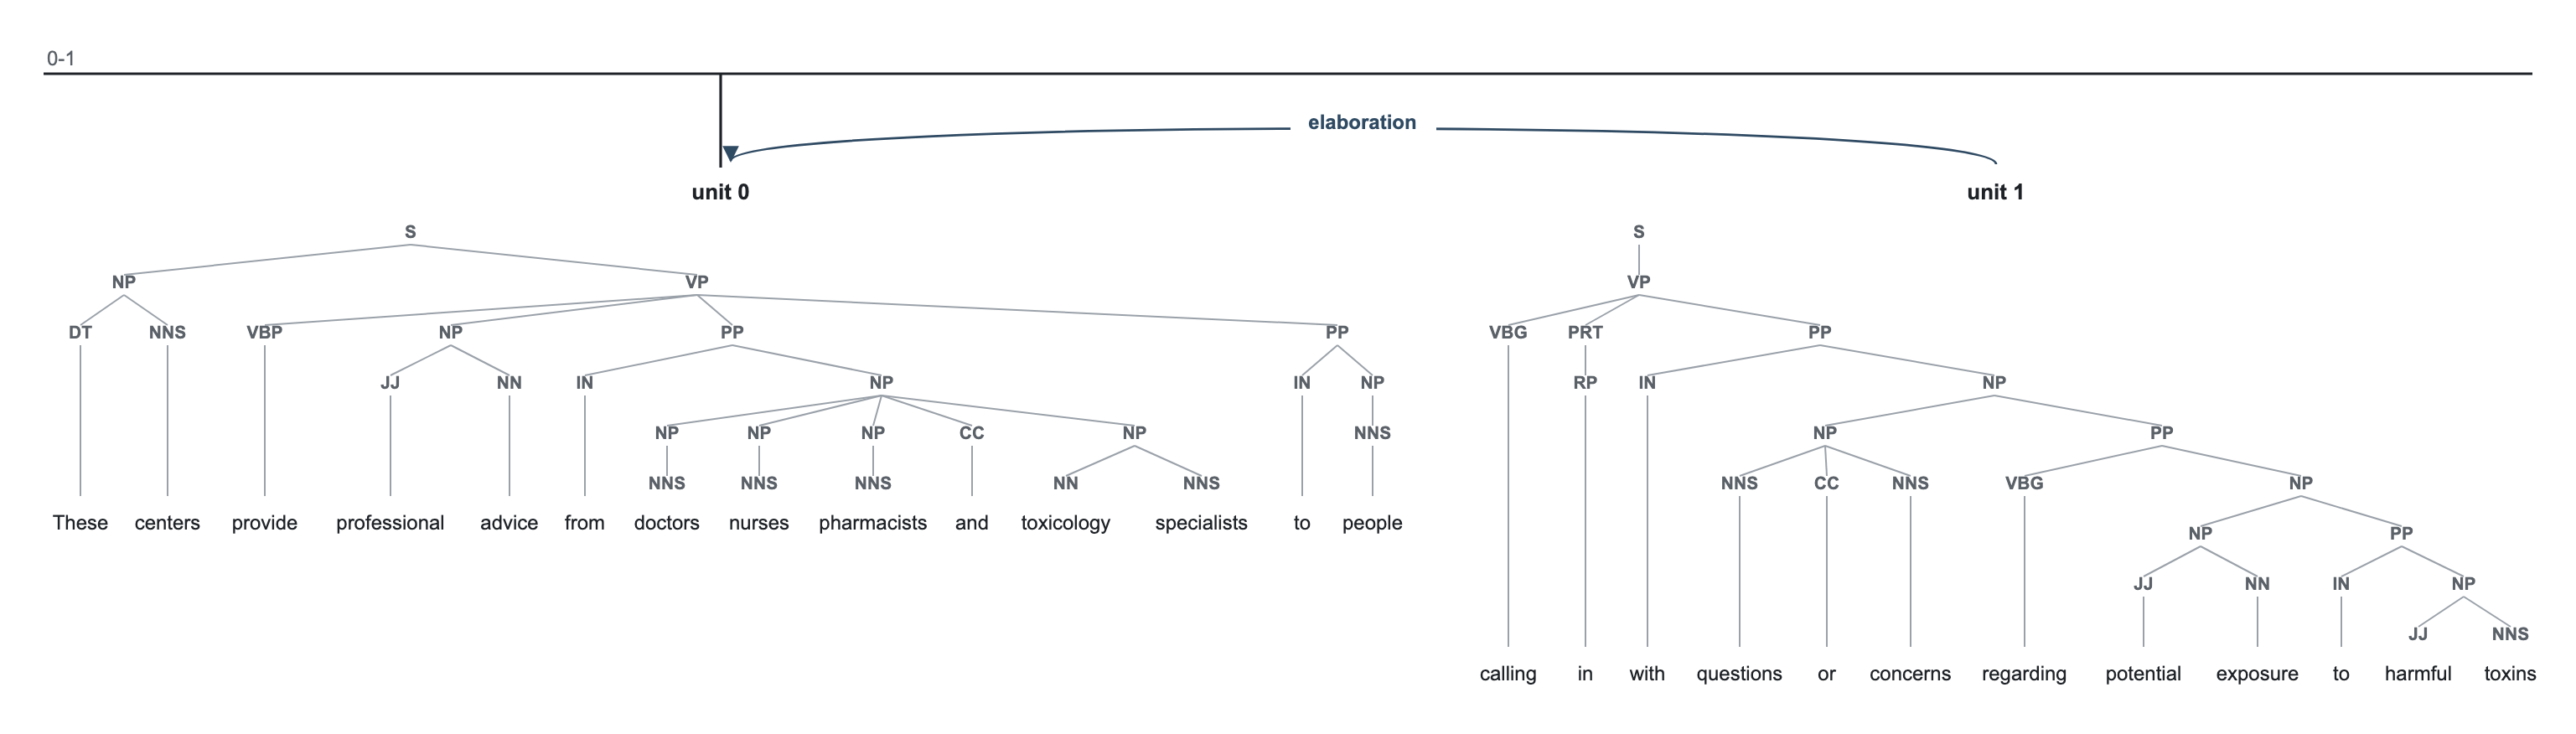 0-1
elaboration
unit 0 unit 1
S S
NP VP VP
DT NNS VBP NP PP PP VBG PRT PP
JJ NN IN NP IN NP RP IN NP
NP NP NP CC NP NNS NP PP
NNS NNS NNS NN NNS NNS CC NNS VBG NP
These centers provide professional advice from doctors nurses pharmacists and toxicology specialists to people
NP PP
JJ NN IN NP
JJ NNS
calling in with questions or concerns regarding potential exposure to harmful toxins